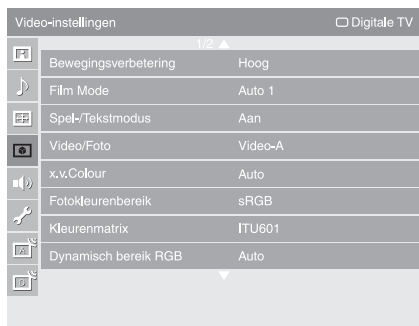 Video-instellingen Digitale TV
1/2
Bewegingsverbetering Hoog
Film Mode Auto 1
Spel-/Tekstmodus Aan
Video/Foto Video-A
x.v.Colour Auto
Fotokleurenbereik sRGB
Kleurenmatrix ITU601
Dynamisch bereik RGB Auto
A
D